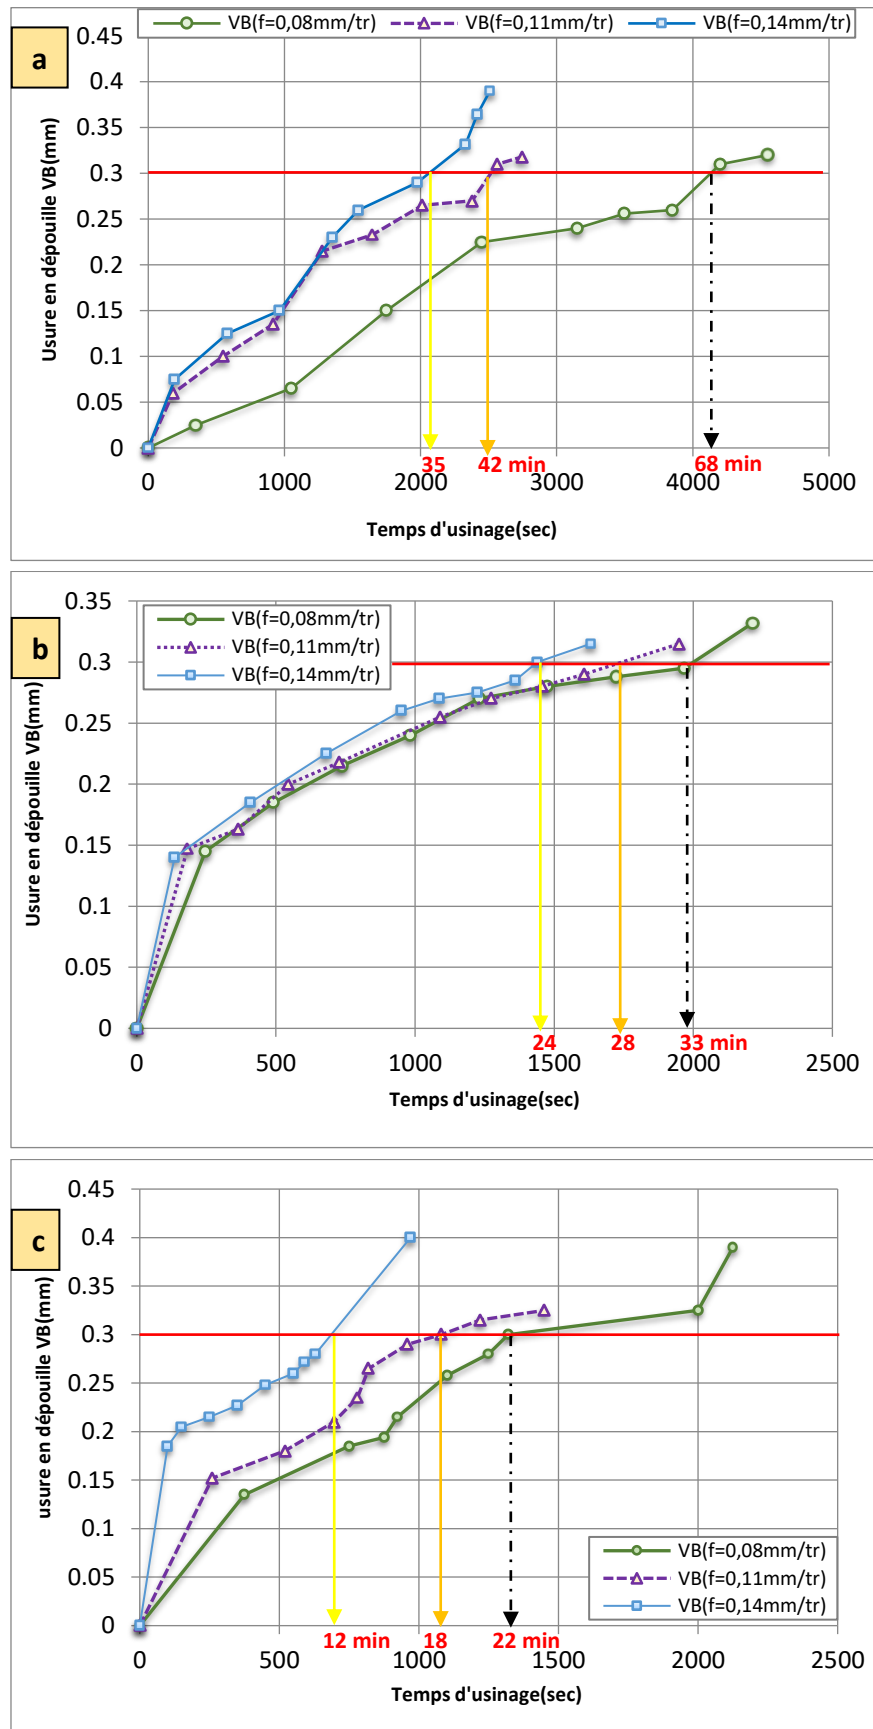 VB(f=0,08mm/tr) VB(f=0,11mm/tr) VB(f=0,14mm/tr)
a
0.45
0.4
0.35
0.3
0.25
0.2
0.15
0.1
0.05
0
Usure en dépouille VB(mm)
35 42 min 68 min
0 1000 2000 3000 4000 5000
Temps d'usinage(sec)
b
VB(f=0,08mm/tr)
VB(f=0,11mm/tr)
VB(f=0,14mm/tr)
0.35
0.3
0.25
0.2
0.15
0.1
0.05
0
Usure en dépouille VB(mm)
24 28 33 min
0 500 1000 1500 2000 2500
Temps d'usinage(sec)
c
0.45
0.4
0.35
0.3
0.25
0.2
0.15
0.1
0.05
0
usure en dépouille VB(mm)
VB(f=0,08mm/tr)
VB(f=0,11mm/tr)
VB(f=0,14mm/tr)
12 min 18 22 min
0 500 1000 1500 2000 2500
Temps d'usinage(sec)